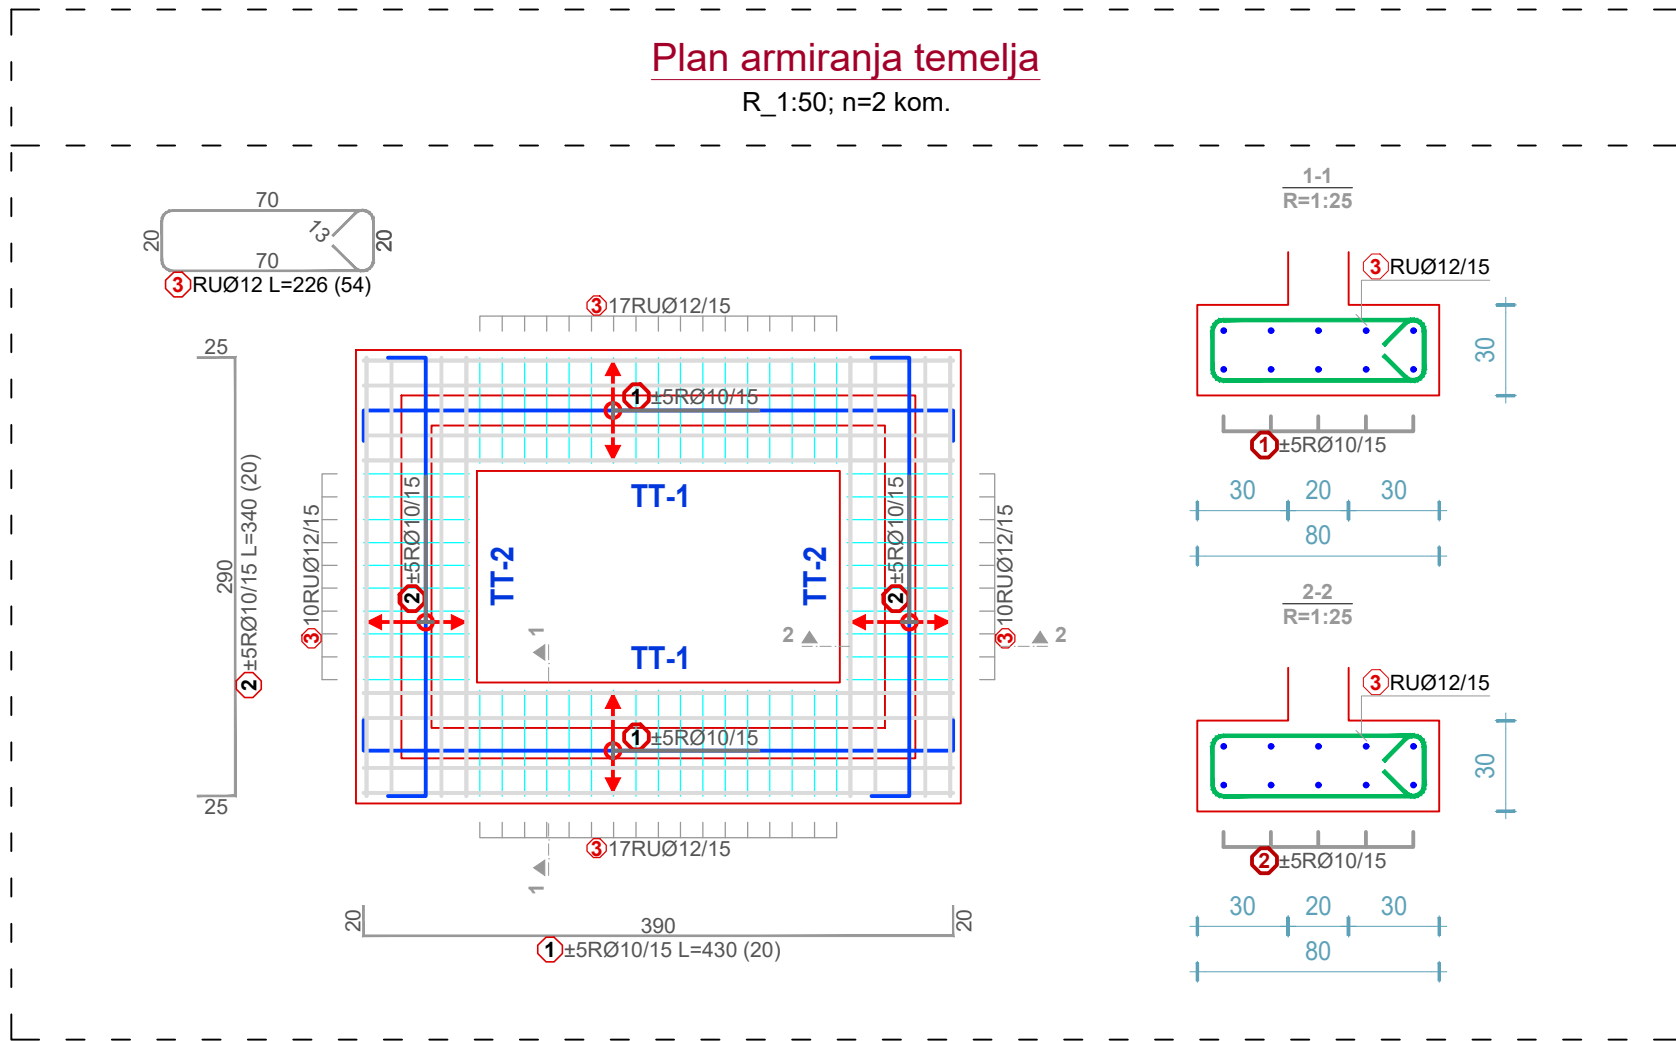 Plan armiranja temelja
R_1:50; n=2 kom.
70
20
13
20
70
3 RUØ12 L=226 (54)
1-1
R=1:25
3 RUØ12/15
30
1 ±5RØ10/15
30 20 30
80
3 17RUØ12/15
25
290
25
2 ±5RØ10/15 L=340 (20)
3 10RUØ12/15
1 ±5RØ10/15
2 ±5RØ10/15
TT-1
TT-2
TT-2
2 ±5RØ10/15
3 10RUØ12/15
1
2
2
TT-1
1 ±5RØ10/15
3 17RUØ12/15
1
20
390
20
1 ±5RØ10/15 L=430 (20)
2-2
R=1:25
3 RUØ12/15
30
2 ±5RØ10/15
30 20 30
80